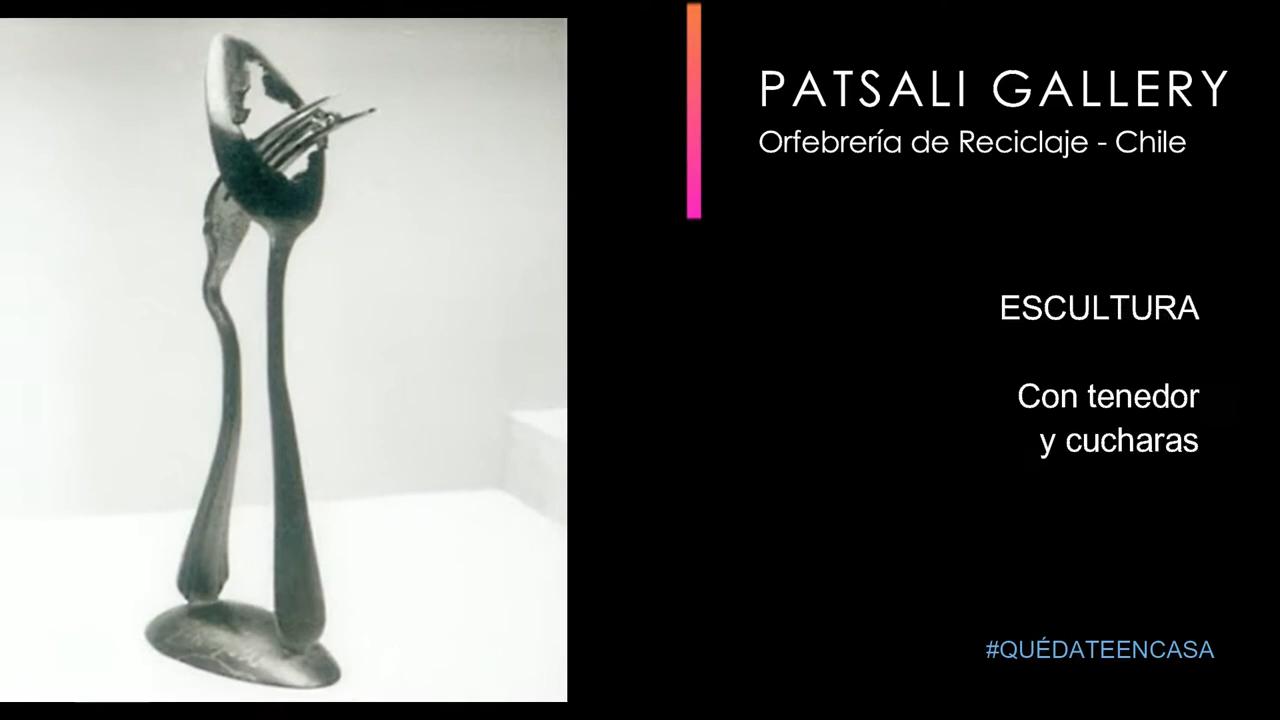 PATSALI GALLERY
Orfebrería de Reciclaje - Chile
ESCULTURA
Con tenedor
y cucharas
#QUÉDATEENCASA